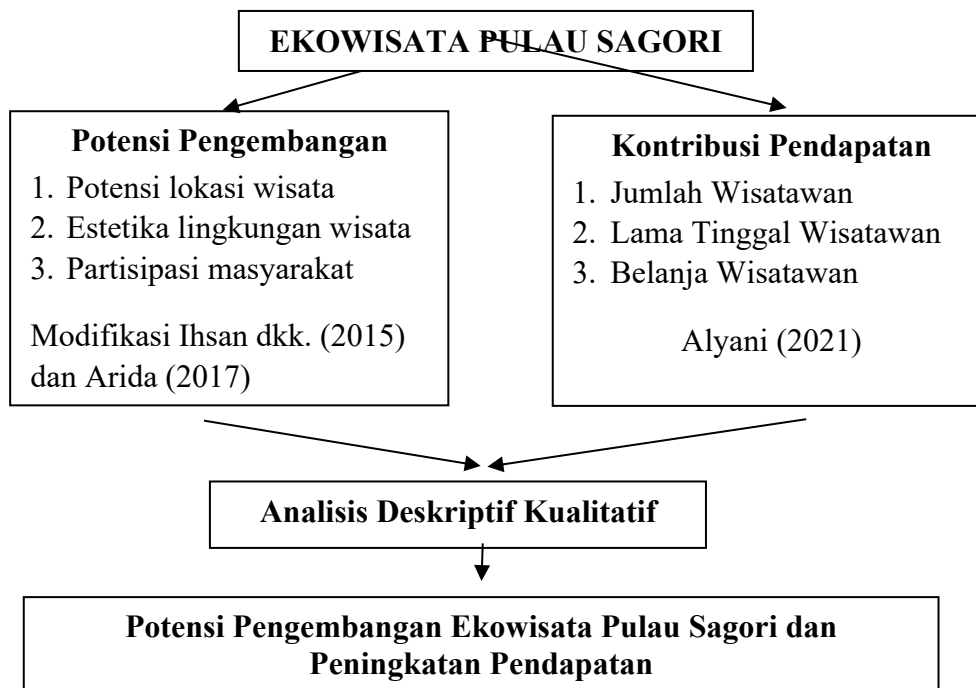 EKOWISATA PULAU SAGORI
Potensi Pengembangan
1. Potensi lokasi wisata
2. Estetika lingkungan wisata
3. Partisipasi masyarakat
Modifikasi Ihsan dkk. (2015)
dan Arida (2017)
Kontribusi Pendapatan
1. Jumlah Wisatawan
2. Lama Tinggal Wisatawan
3. Belanja Wisatawan
Alyani (2021)
Analisis Deskriptif Kualitatif
Potensi Pengembangan Ekowisata Pulau Sagori dan
Peningkatan Pendapatan